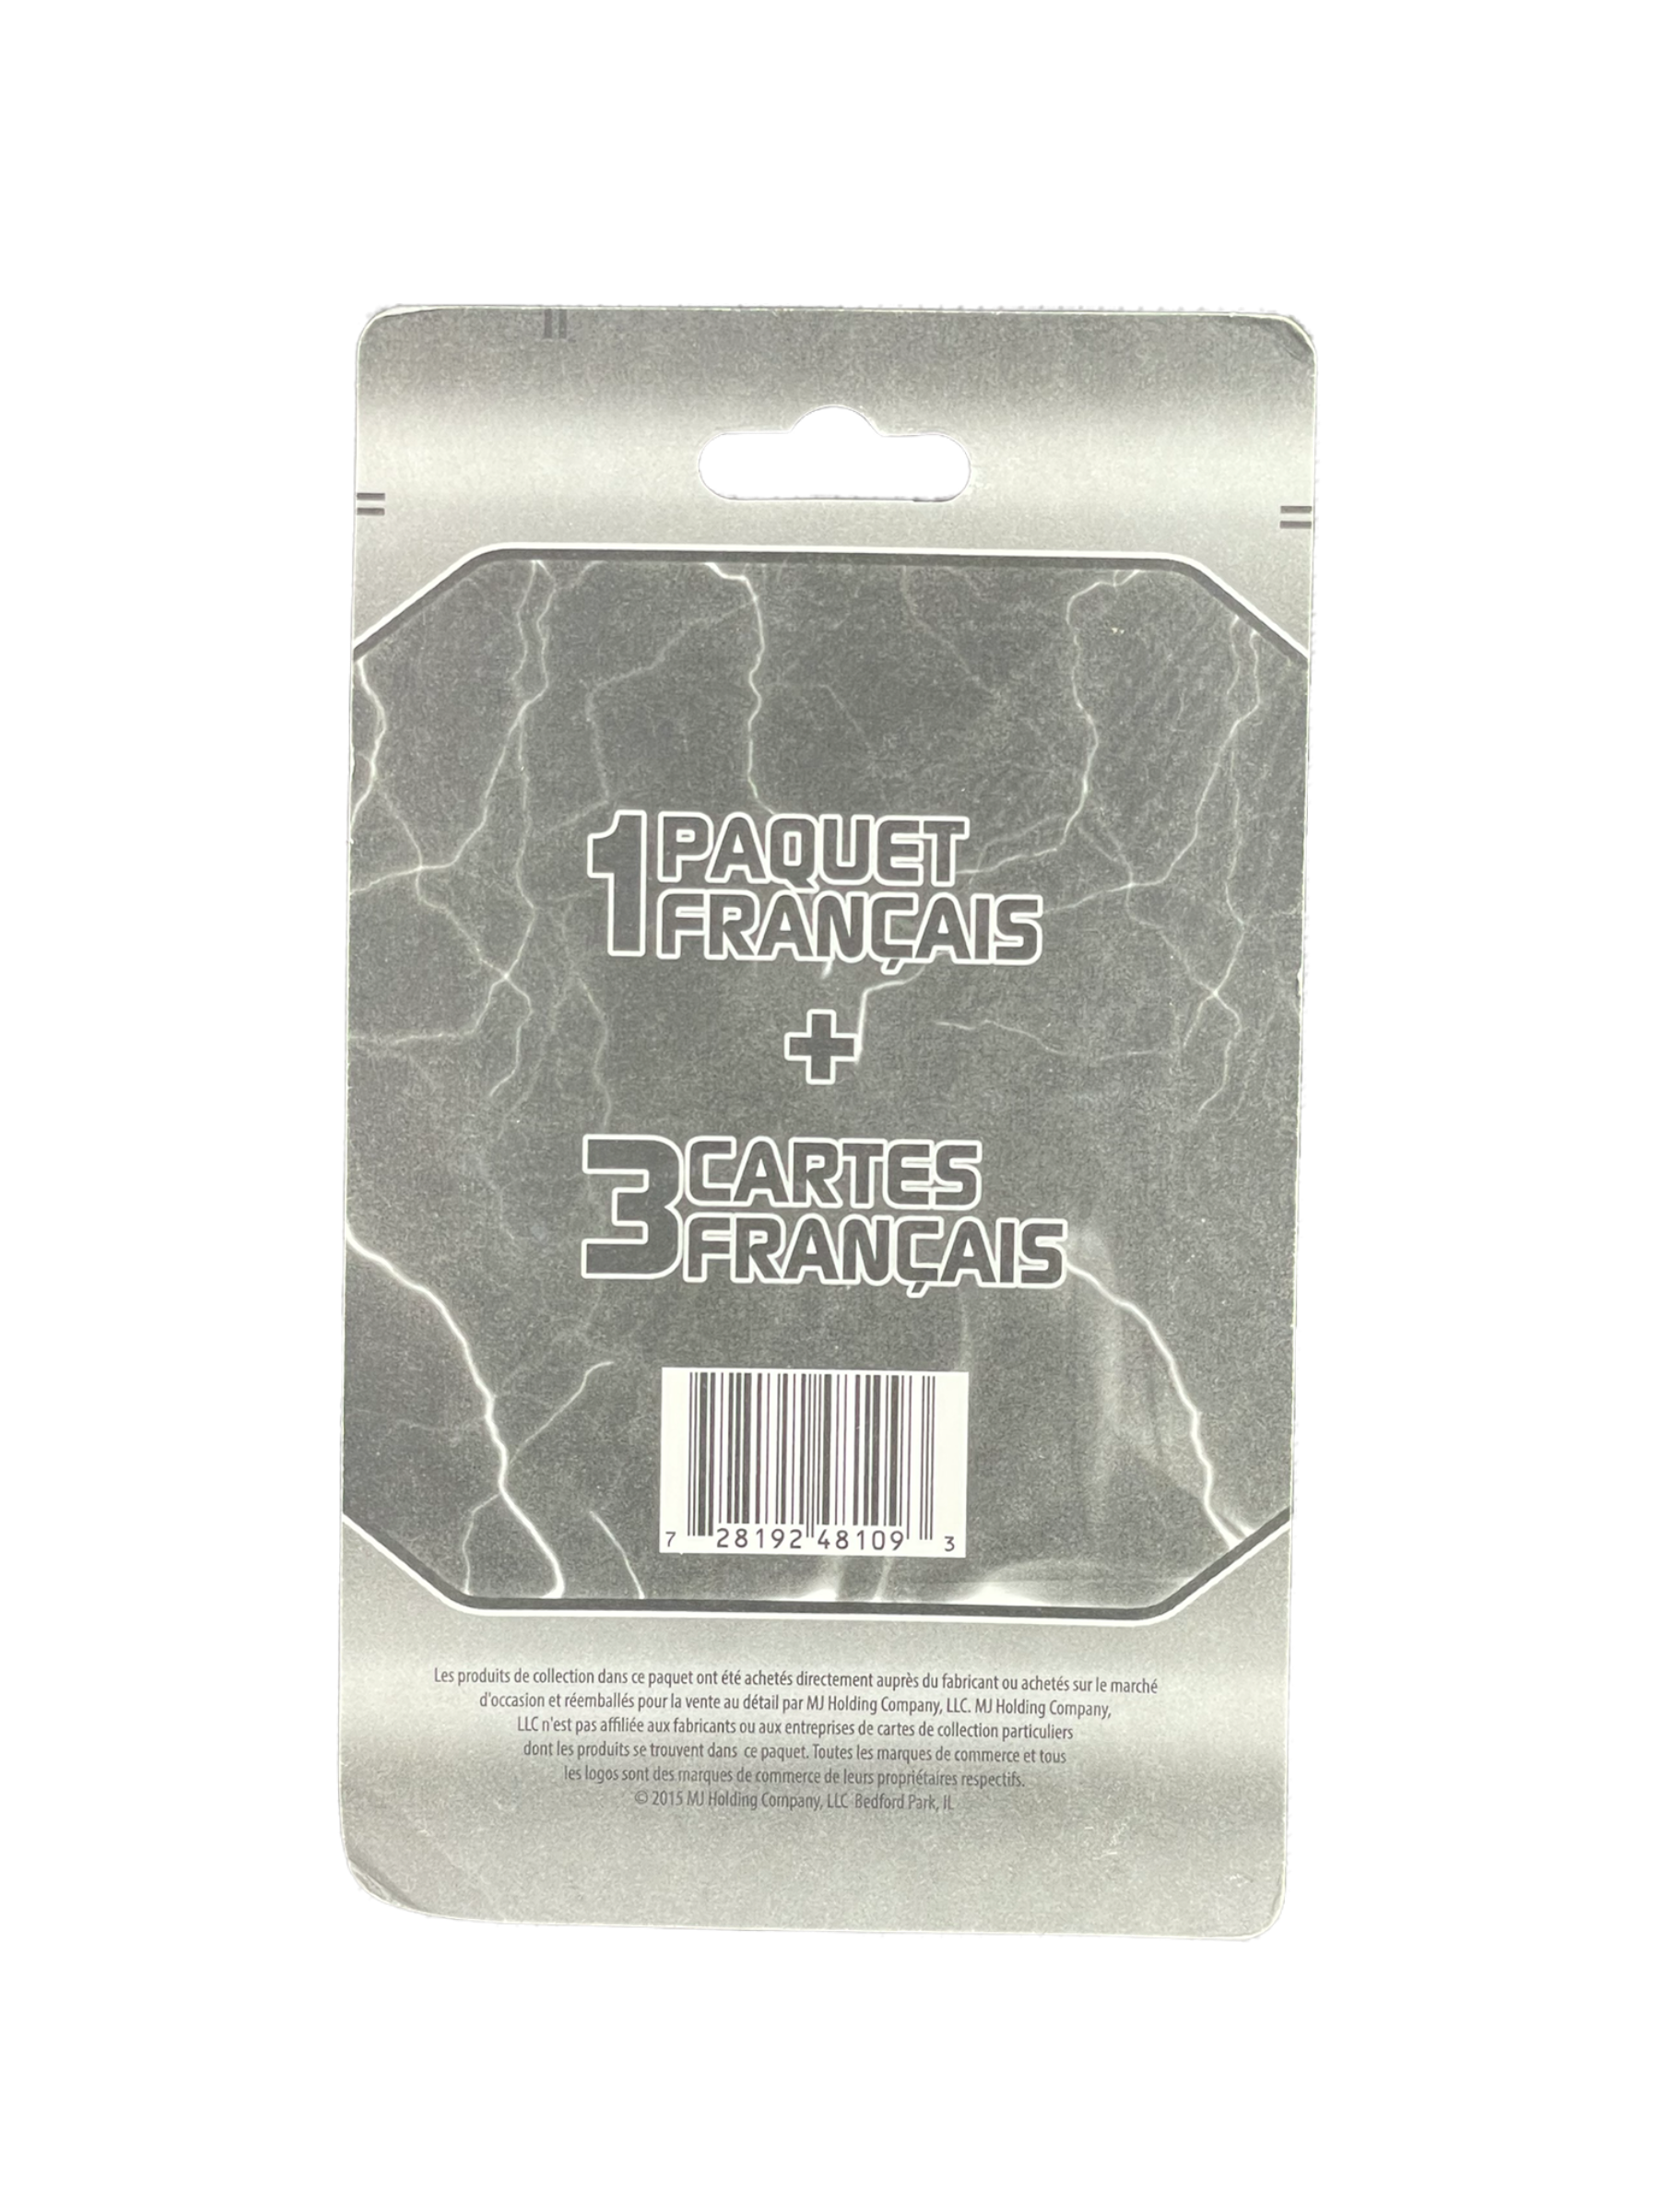 1 PAQUET
FRANÇAIS
+
3 CARTES
FRANÇAIS
7 28192 48109 3
Les produits de collection dans ce paquet ont été achetés directement auprès du fabricant ou achetés sur le marché
d'occasion et réemballés pour la vente au détail par MJ Holding Company, LLC. MJ Holding Company,
LLC n'est pas affiliée aux fabricants ou aux entreprises de cartes de collection particuliers
dont les produits se trouvent dans ce paquet. Toutes les marques de commerce et tous
les logos sont des marques de commerce de leurs propriétaires respectifs.
© 2015 MJ Holding Company, LLC Bedford Park, IL